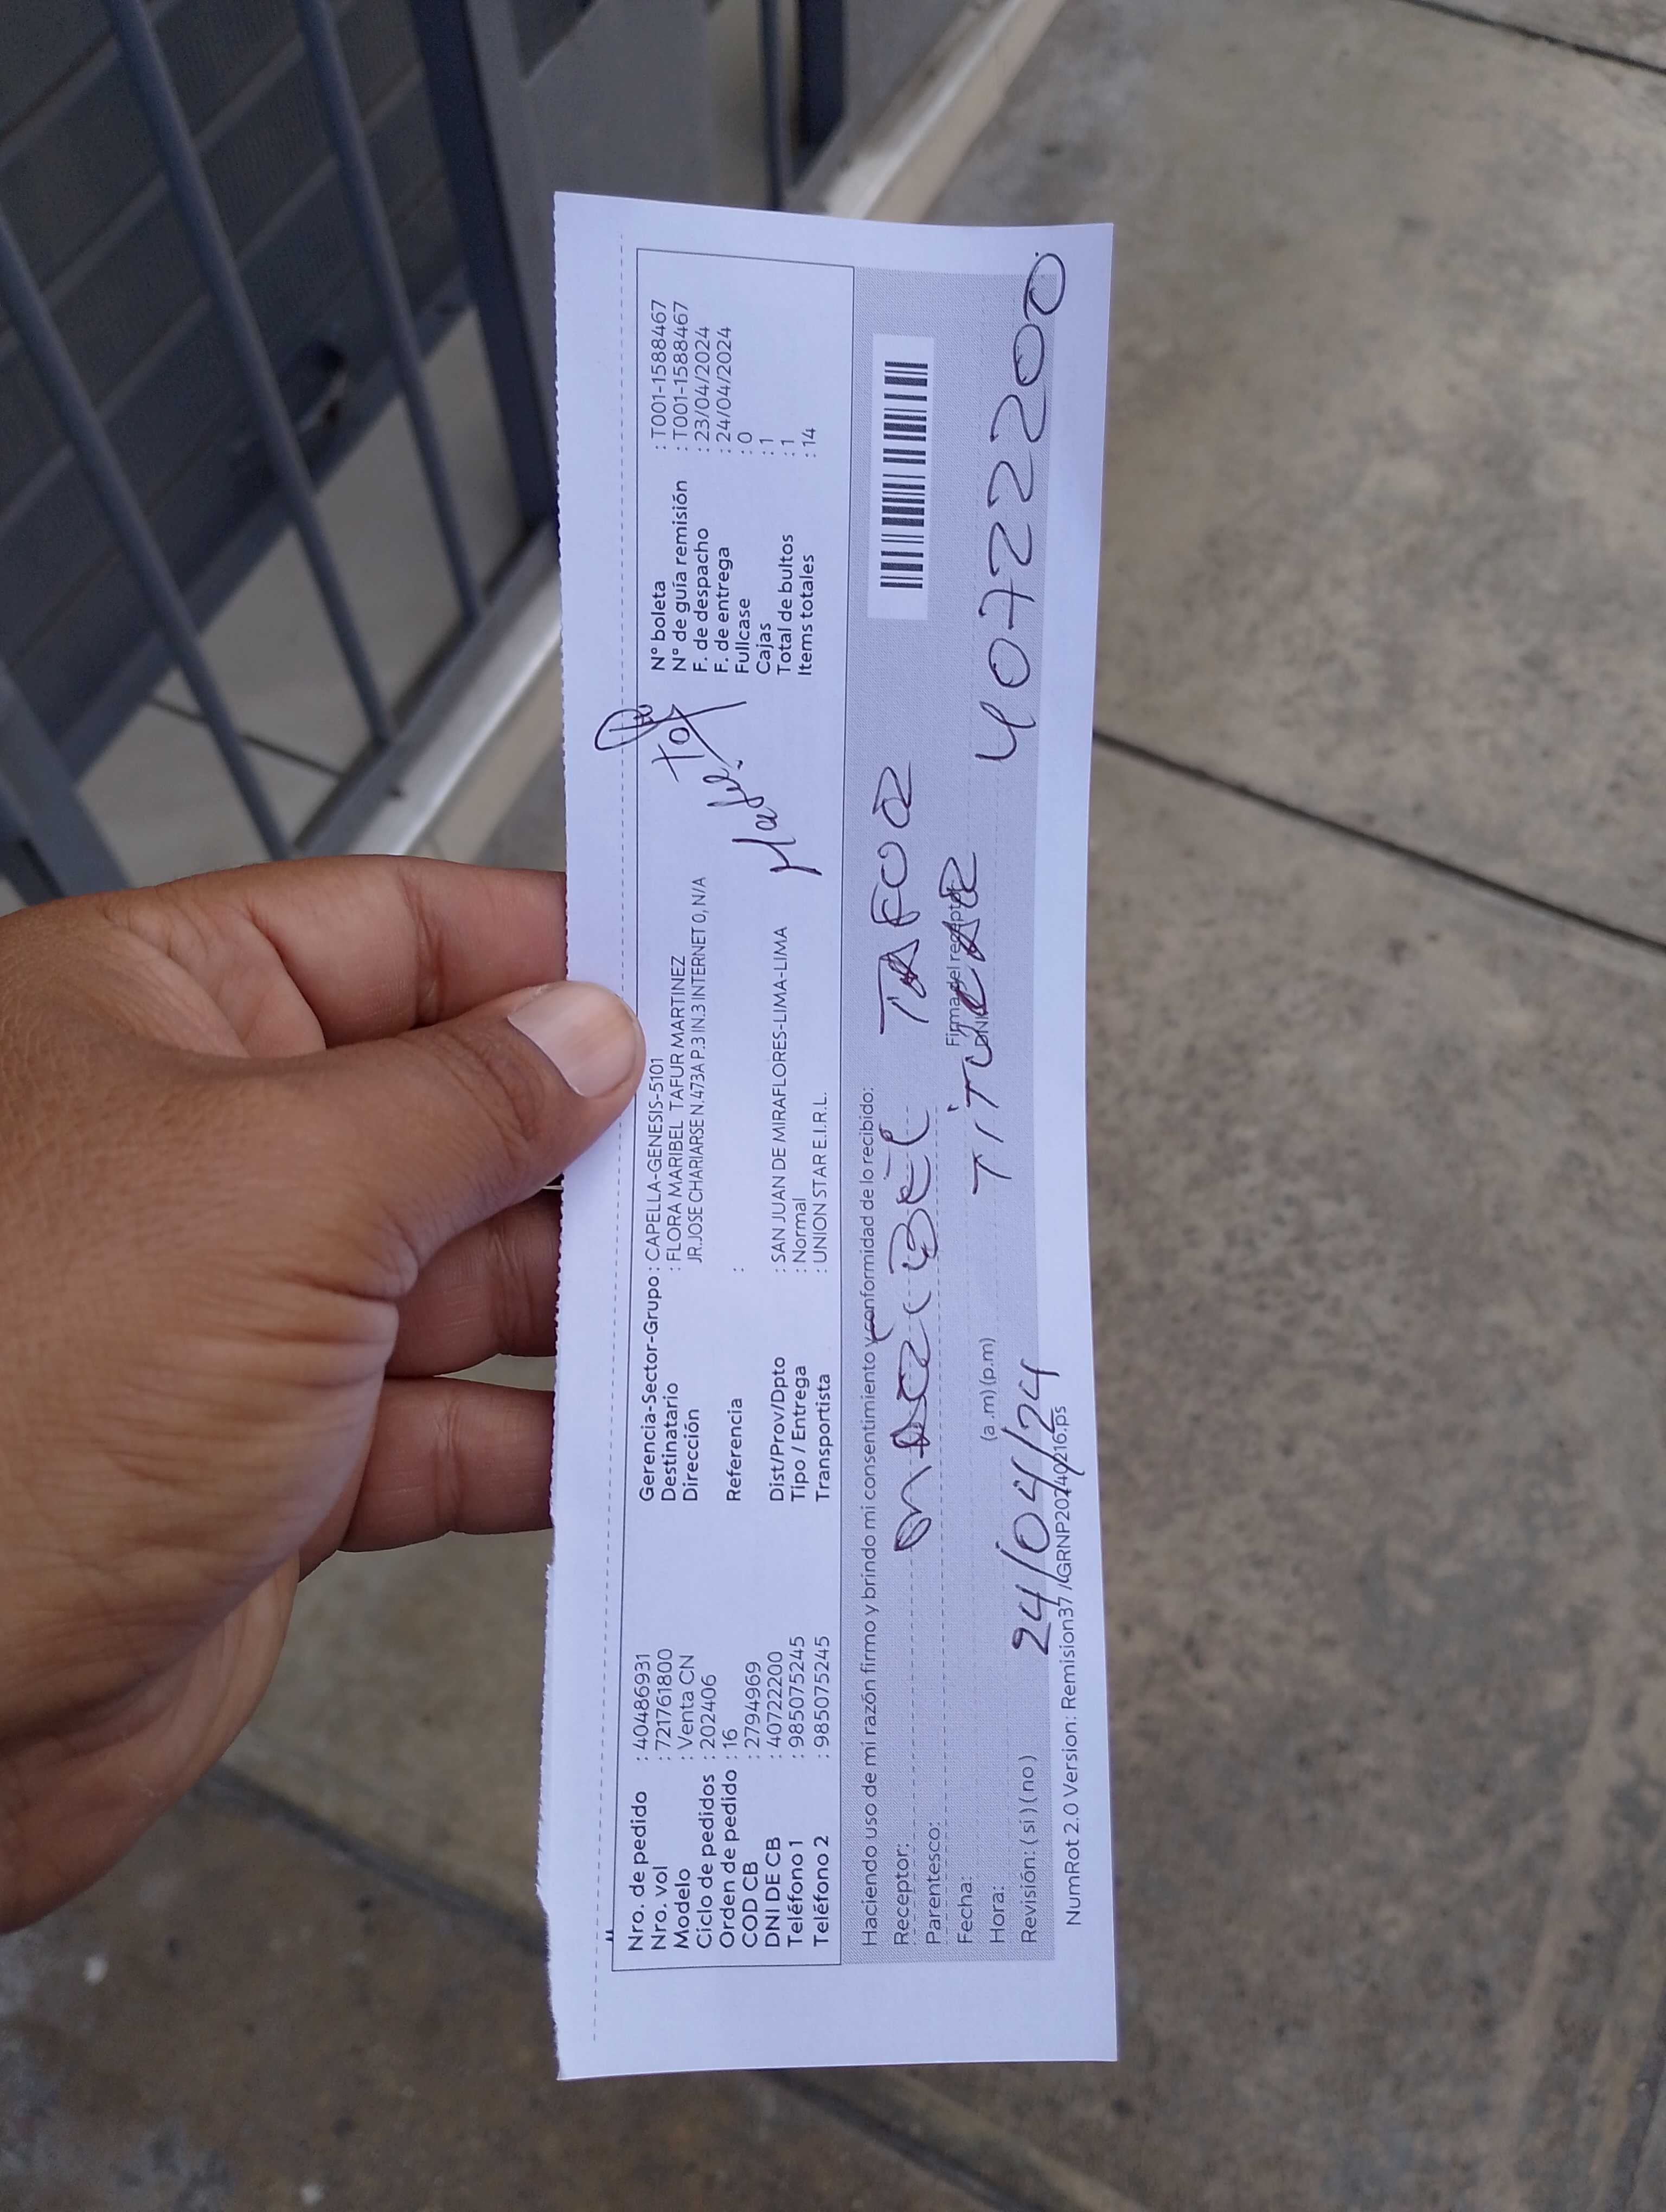 Nro. de pedido : 40486931
Nro. vol : 721761800
Modelo : Venta CN
Ciclo de pedidos : 202406
Orden de pedido : 16
COD CB : 2794969
DNI DE CB : 40722200
Teléfono 1 : 985075245
Teléfono 2 : 985075245
Gerencia-Sector-Grupo : CAPELLA-GENESIS-5101
Destinatario : FLORA MARIBEL TAFUR MARTINEZ
Dirección JR.JOSE CHARIARSE N.473A P.3 IN.3 INTERNET 0, N/A
Referencia :
Dist/Prov/Dpto : SAN JUAN DE MIRAFLORES-LIMA-LIMA
Tipo / Entrega : Normal
Transportista : UNION STAR E.I.R.L.
N° boleta : T001-1588467
N° de guía remisión : T001-1588467
F. de despacho : 23/04/2024
F. de entrega : 24/04/2024
Fullcase : 0
Cajas : 1
Total de bultos : 1
Items totales : 14
Haciendo uso de mi razón firmo y brindo mi consentimiento y conformidad de lo recibido:
Receptor: MARIBEL TAFUR
Parentesco: TITULAR
Firma del receptor
DNI
Fecha: 40722200
Hora: (a .m) (p.m)
24/04/24
Revisión: ( si ) ( no )
NumRot 2.0 Version: Remision37 /GRNP20240216.ps